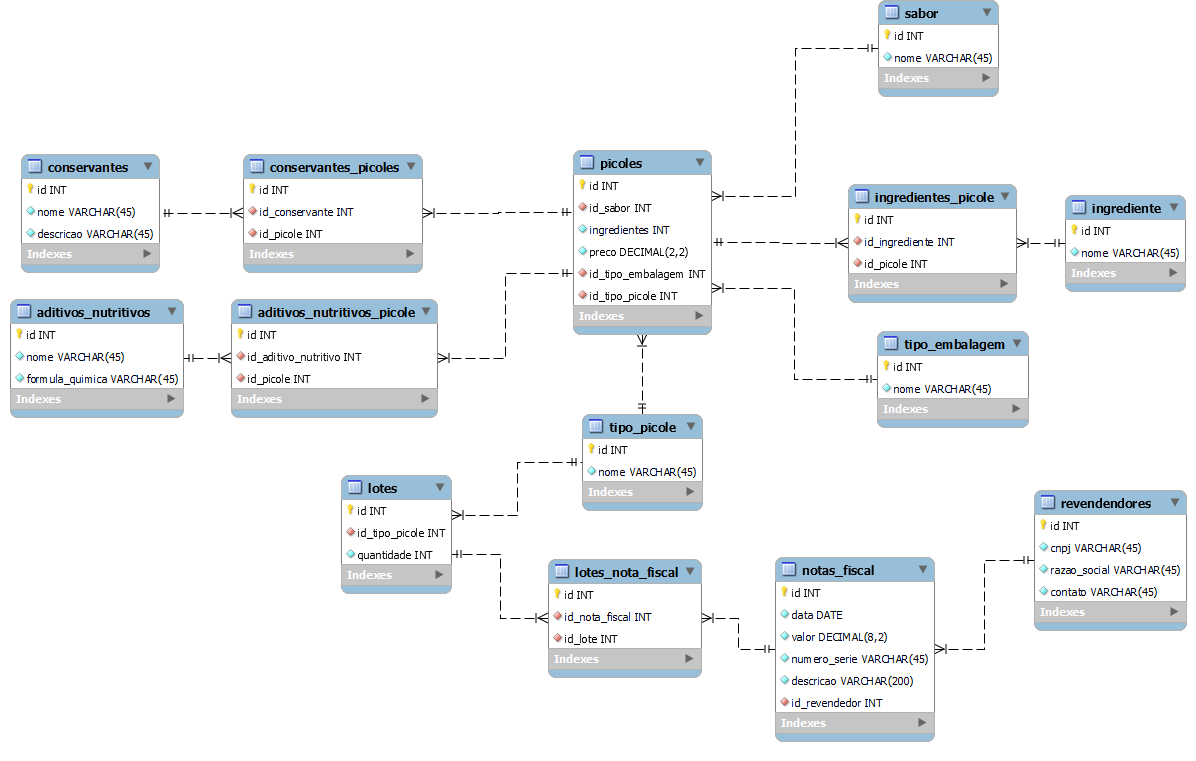 sabor
id INT
nome VARCHAR(45)
Indexes
conservantes
id INT
nome VARCHAR(45)
descricao VARCHAR(45)
Indexes
conservantes_picoles
id INT
id_conservante INT
id_picole INT
Indexes
picoles
id INT
id_sabor INT
ingredientes INT
preco DECIMAL(2,2)
id_tipo_embalagem INT
id_tipo_picole INT
Indexes
ingredientes_picole
id INT
id_ingrediente INT
id_picole INT
Indexes
ingrediente
id INT
nome VARCHAR(45)
Indexes
aditivos_nutritivos
id INT
nome VARCHAR(45)
formula_quimica VARCHAR(45)
Indexes
aditivos_nutritivos_picole
id INT
id_aditivo_nutritivo INT
id_picole INT
Indexes
tipo_embalagem
id INT
nome VARCHAR(45)
Indexes
tipo_picole
id INT
nome VARCHAR(45)
Indexes
lotes
id INT
id_tipo_picole INT
quantidade INT
Indexes
lotes_nota_fiscal
id INT
id_nota_fiscal INT
id_lote INT
Indexes
notas_fiscal
id INT
data DATE
valor DECIMAL(8,2)
numero_serie VARCHAR(45)
descricao VARCHAR(200)
id_revendedor INT
Indexes
revendendores
id INT
cnpj VARCHAR(45)
razao_social VARCHAR(45)
contato VARCHAR(45)
Indexes